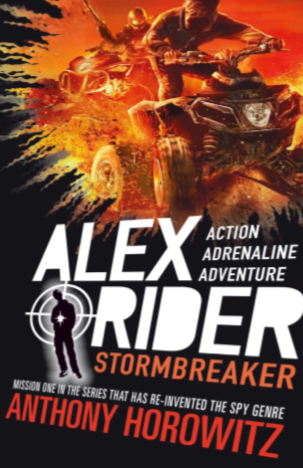 ACTION
ADRENALINE
ADVENTURE
ALEX
RIDER
STORMBREAKER
MISSION ONE IN THE SERIES THAT HAS RE-INVENTED THE SPY GENRE
ANTHONY HOROWITZ